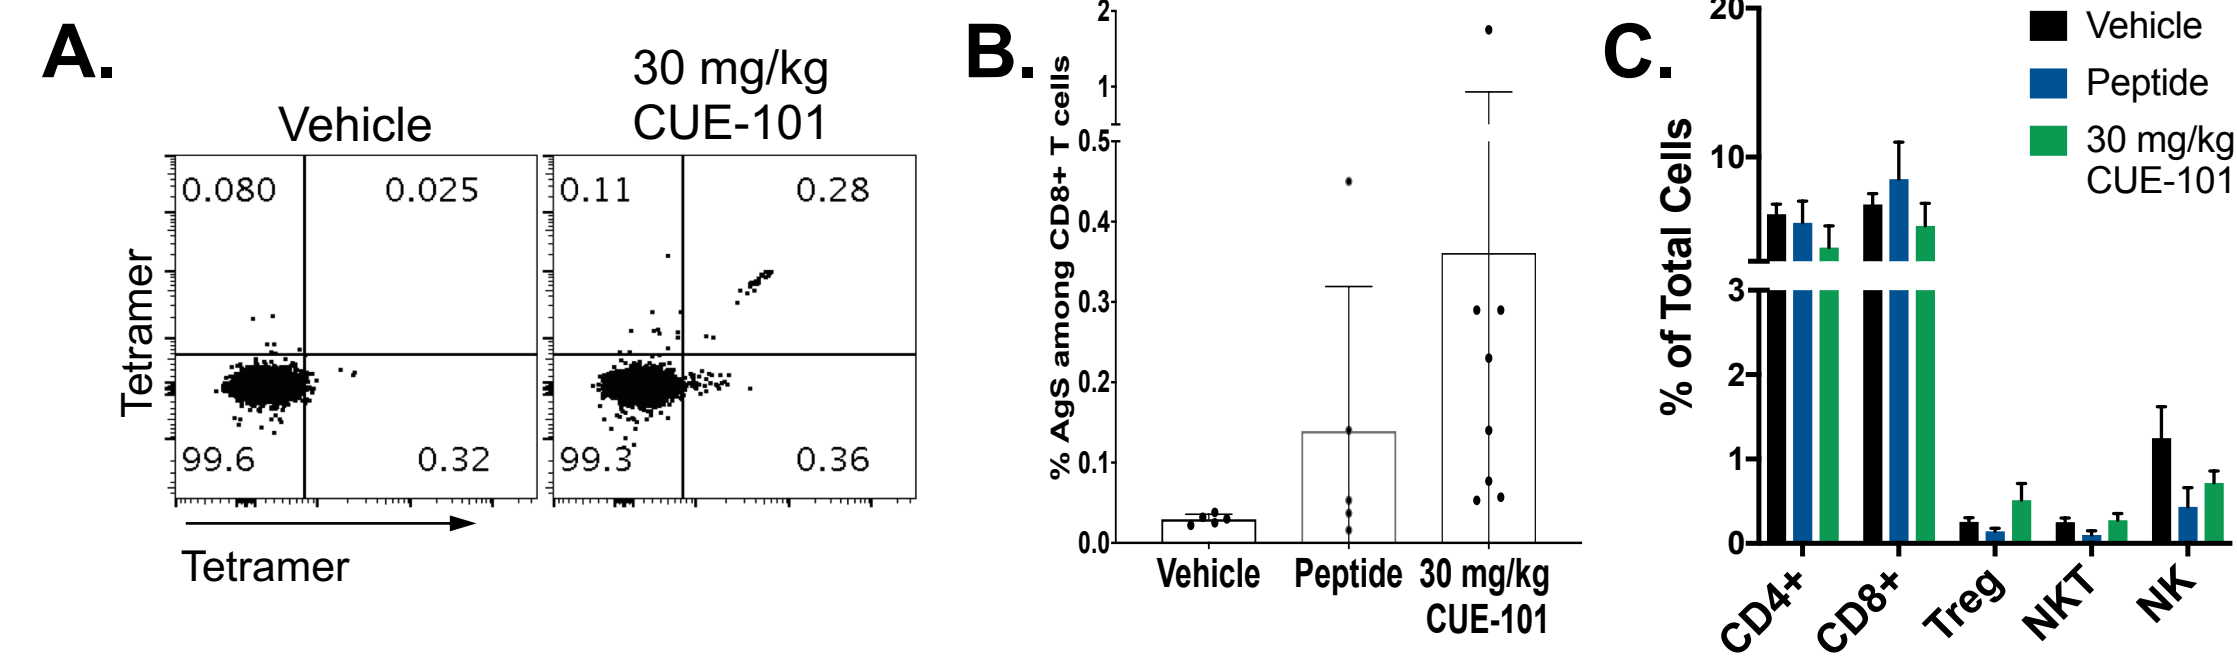 A.
Vehicle
30 mg/kg
CUE-101
0.080
0.025
99.6
0.32
0.11
0.28
99.3
0.36
Tetramer
Tetramer
B.
% AgS among CD8+ T cells
2
1
0.5
0.4
0.3
0.2
0.1
0.0
Vehicle
Peptide
30 mg/kg
CUE-101
C.
% of Total Cells
20
10
3
2
1
0
CD4+
CD8+
Treg
NKT
NK
Vehicle
Peptide
30 mg/kg
CUE-101